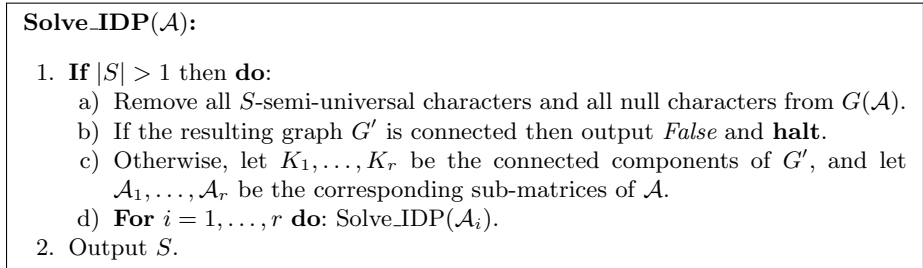 Solve_IDP(𝒜):
1. If |S| > 1 then do:
a) Remove all S-semi-universal characters and all null characters from G(𝒜).
b) If the resulting graph G′ is connected then output False and halt.
c) Otherwise, let K₁, . . . , Kᵣ be the connected components of G′, and let
𝒜₁, . . . , 𝒜ᵣ be the corresponding sub-matrices of 𝒜.
d) For i = 1, . . . , r do: Solve_IDP(𝒜ᵢ).
2. Output S.